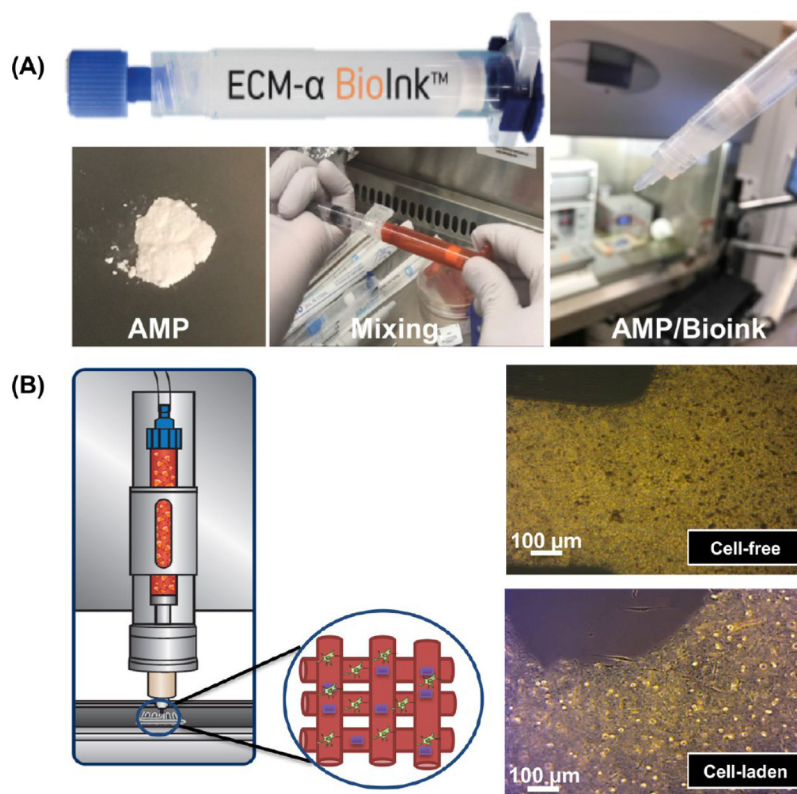 (A)
ECM-α BioInk™
AMP
Mixing
AMP/Bioink
(B)
100 µm
Cell-free
100 µm
Cell-laden